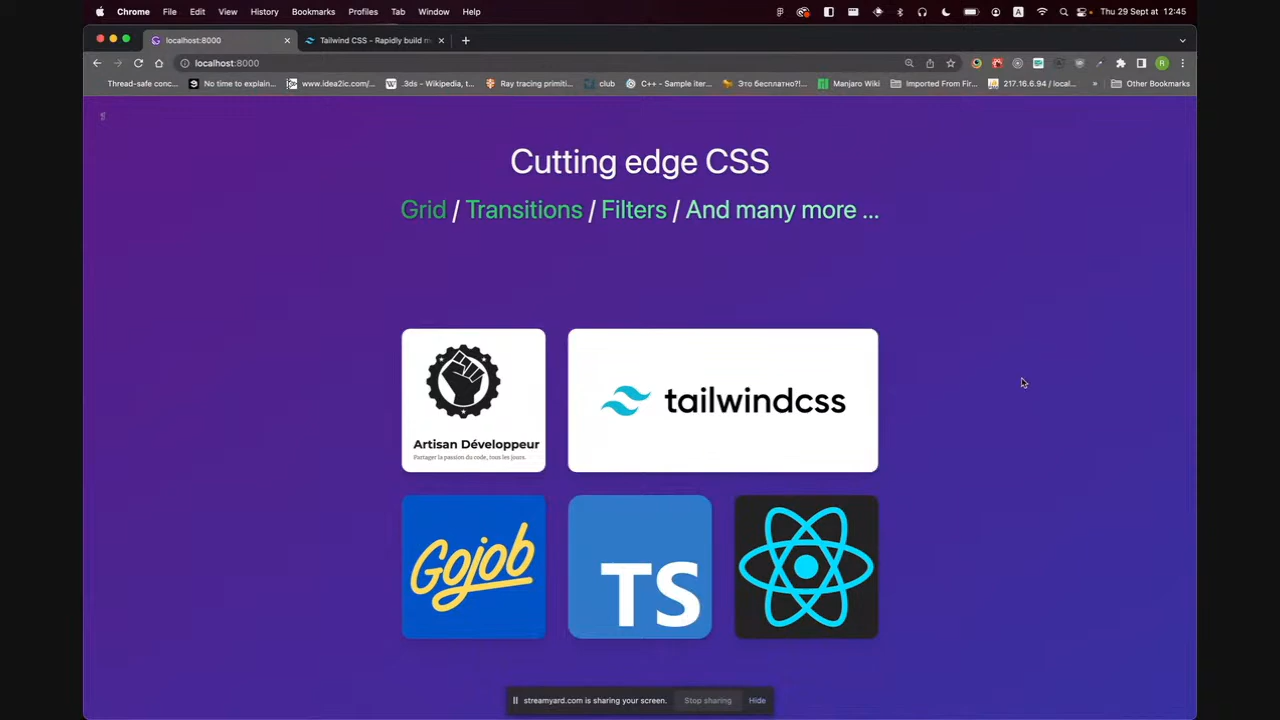 Chrome File Edit View History Bookmarks Profiles Tab Window Help A Thu 29 Sept at 12:45
localhost:8000 Tailwind CSS - Rapidly build m
localhost:8000
Thread-safe conc... No time to explain... www.idea2ic.com/... .3ds - Wikipedia, t... Ray tracing primiti... club C++ - Sample iter... Это бесплатно?!... Manjaro Wiki Imported From Fir... 217.16.6.94 / local... » Other Bookmarks
Cutting edge CSS
Grid / Transitions / Filters / And many more ...
Artisan Développeur
Partager la passion du code, tous les jours.
tailwindcss
Gojob
TS
streamyard.com is sharing your screen. Stop sharing Hide